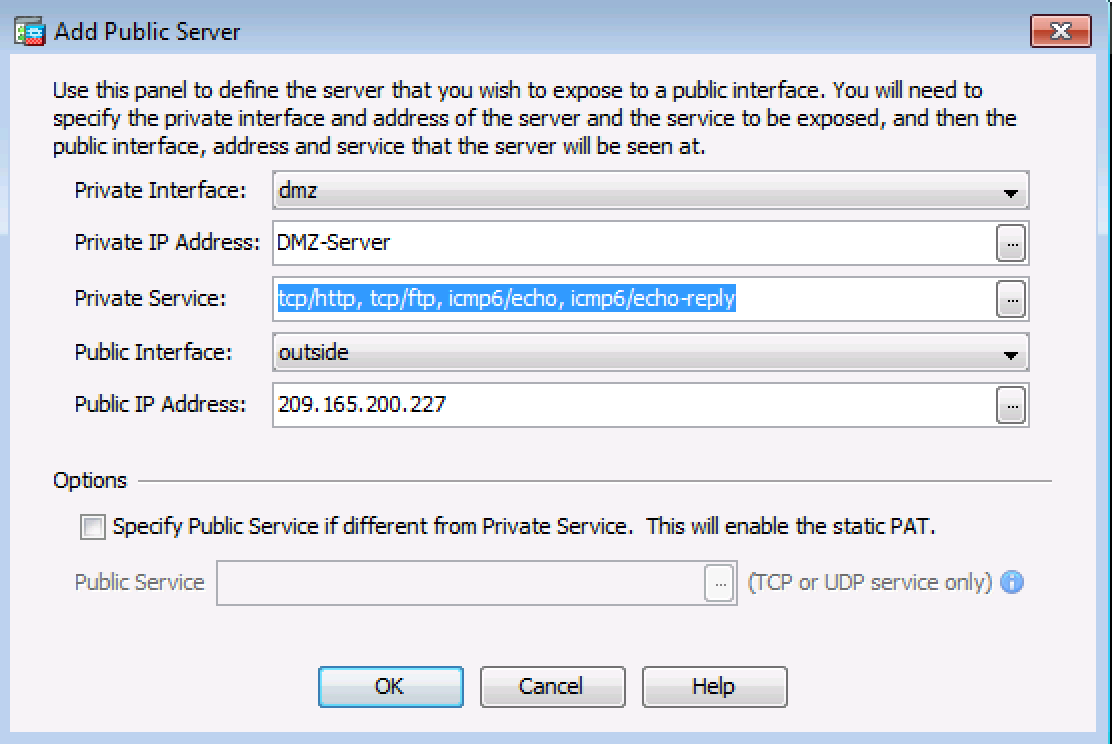 Add Public Server
Use this panel to define the server that you wish to expose to a public interface. You will need to
specify the private interface and address of the server and the service to be exposed, and then the
public interface, address and service that the server will be seen at.
Private Interface: dmz
Private IP Address: DMZ-Server ...
Private Service: tcp/http, tcp/ftp, icmp6/echo, icmp6/echo-reply ...
Public Interface: outside
Public IP Address: 209.165.200.227 ...
Options
Specify Public Service if different from Private Service. This will enable the static PAT.
Public Service ... (TCP or UDP service only) i
OK Cancel Help